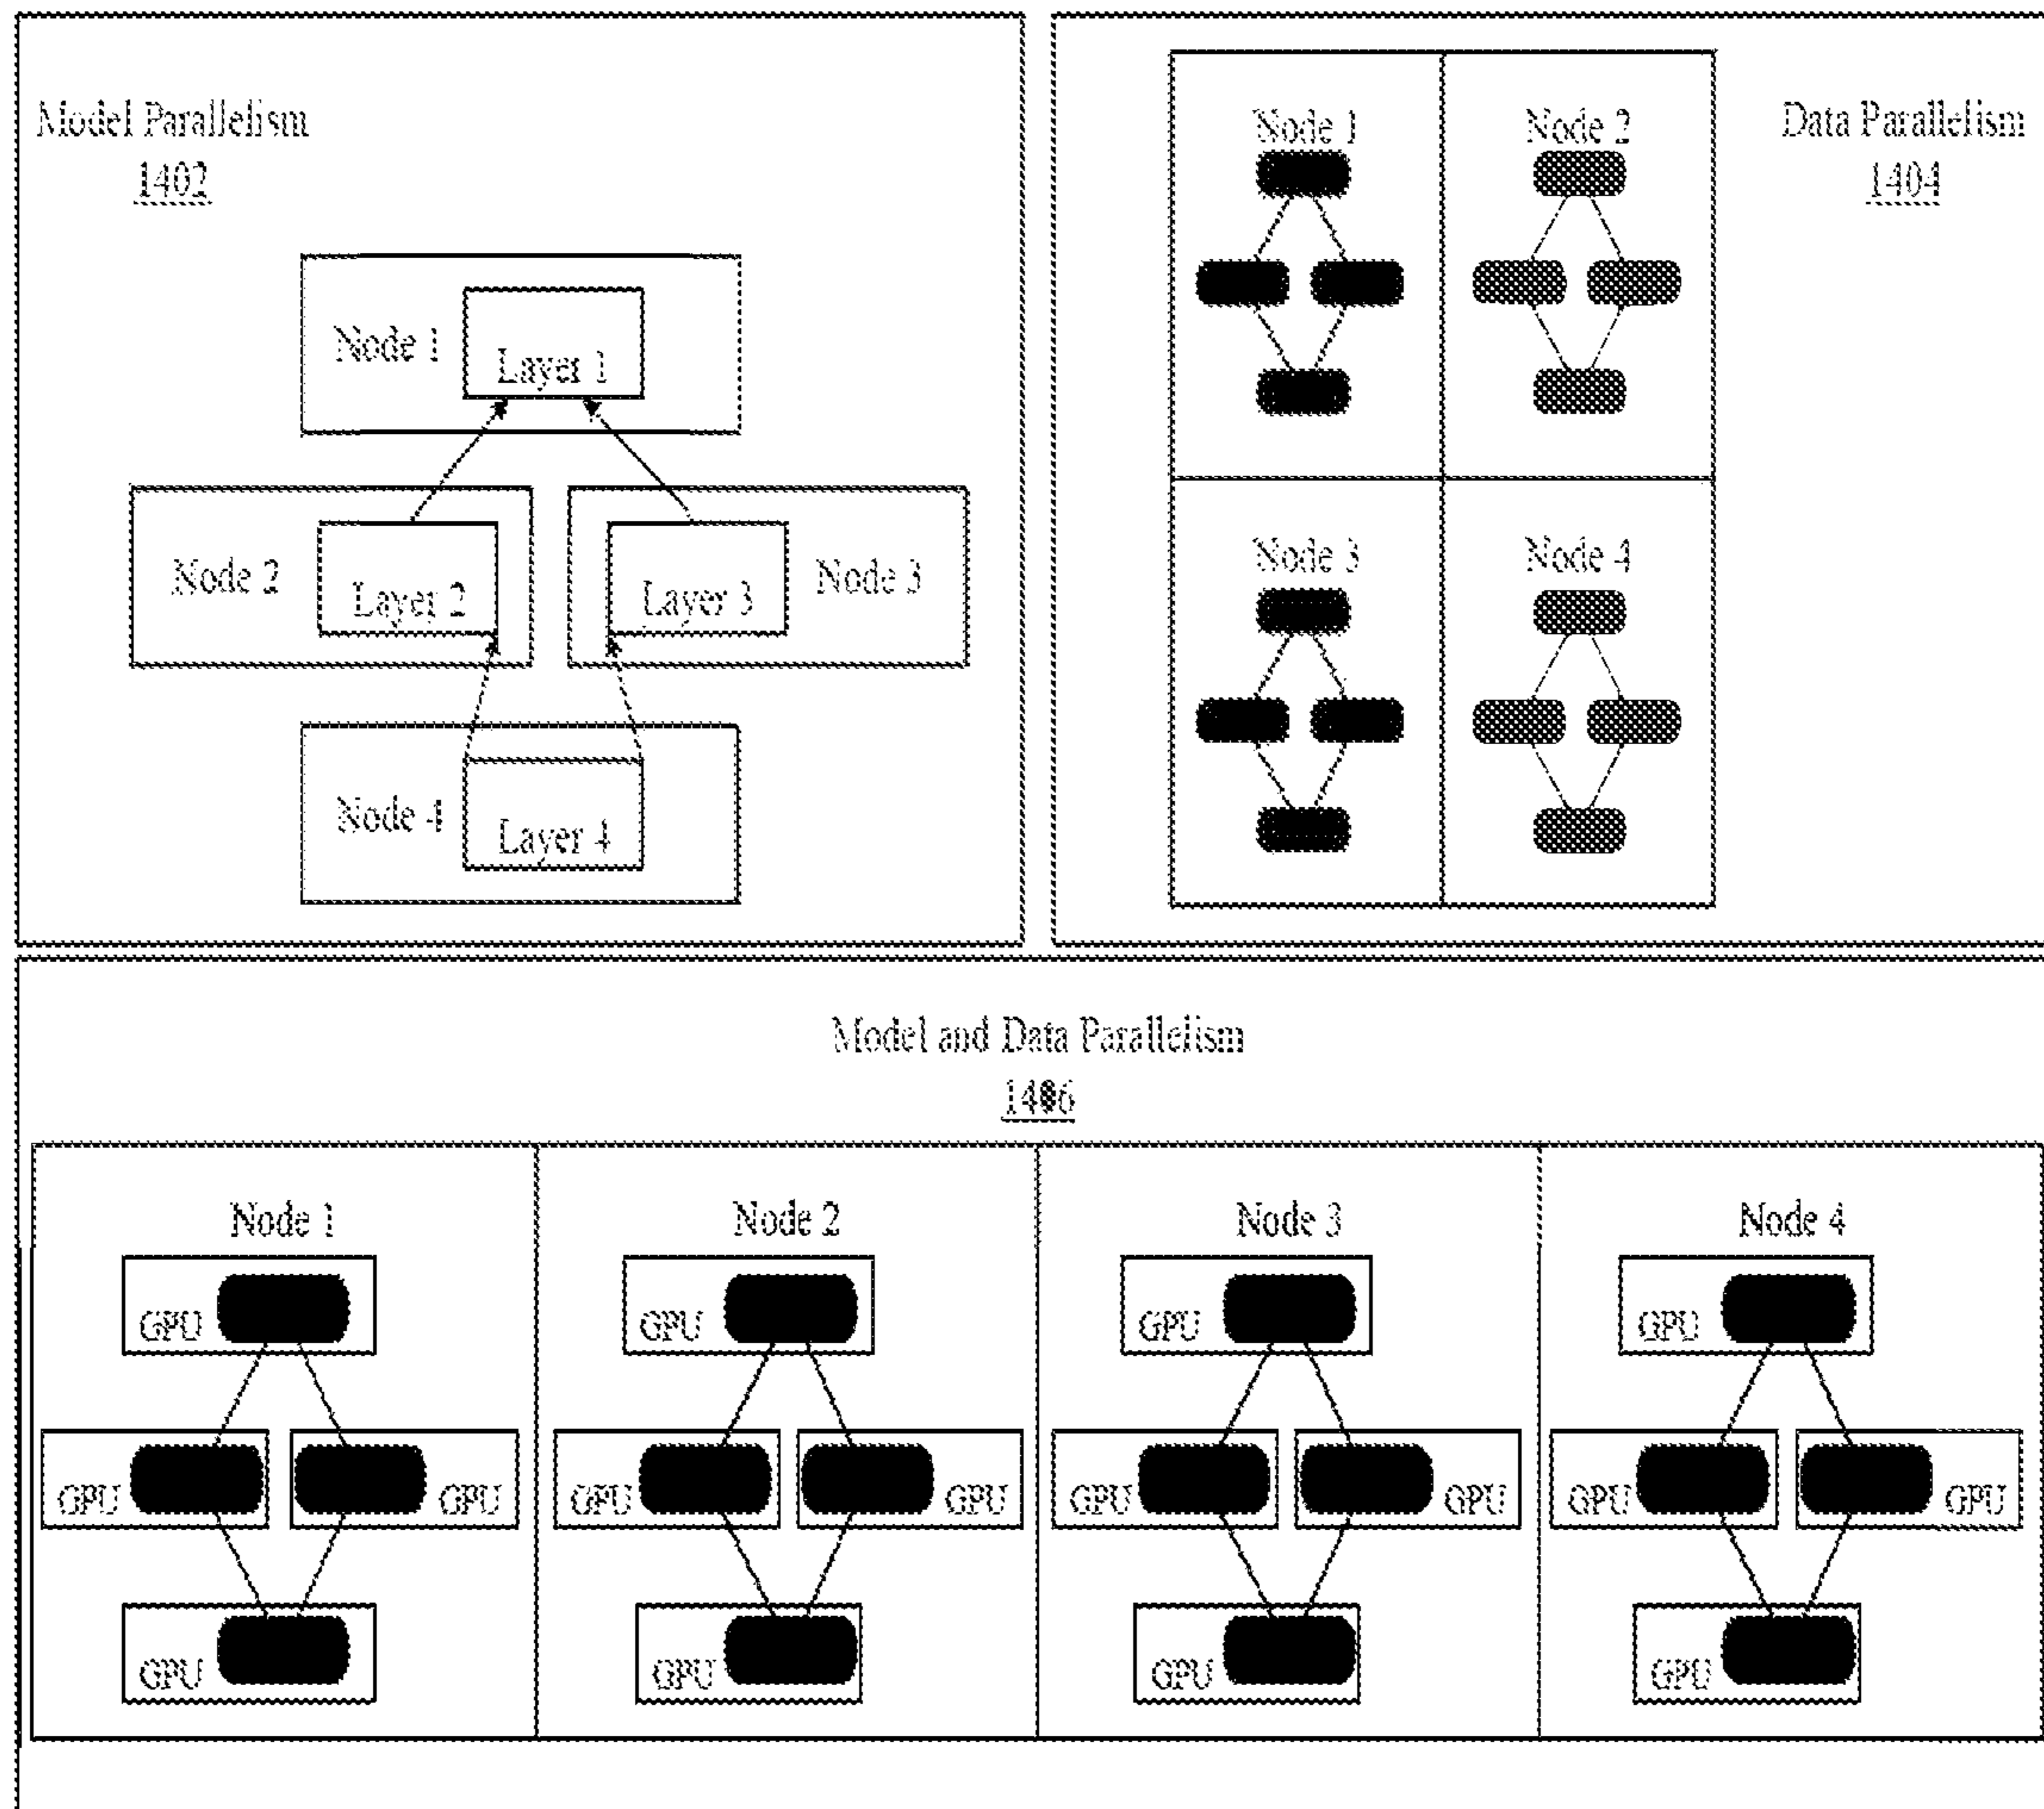 Model Parallelism
1402
Node 1
Layer 1
Node 2
Layer 2
Layer 3
Node 3
Node 4
Layer 4
Data Parallelism
1404
Node 1
Node 2
Node 3
Node 4
Model and Data Parallelism
1406
Node 1
GPU
GPU
GPU
GPU
Node 2
GPU
GPU
GPU
GPU
Node 3
GPU
GPU
GPU
GPU
Node 4
GPU
GPU
GPU
GPU